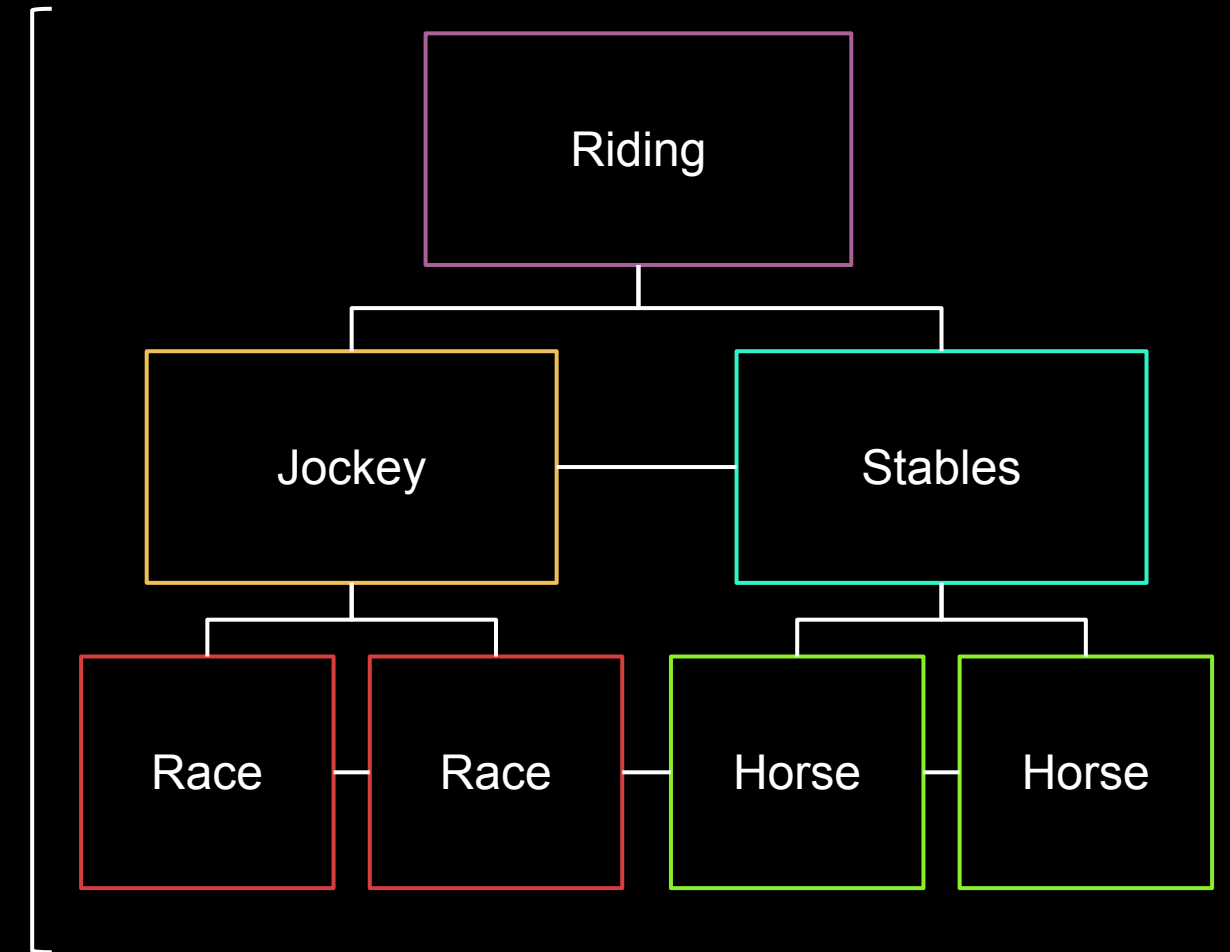 Riding
Jockey
Stables
Race
Race
Horse
Horse